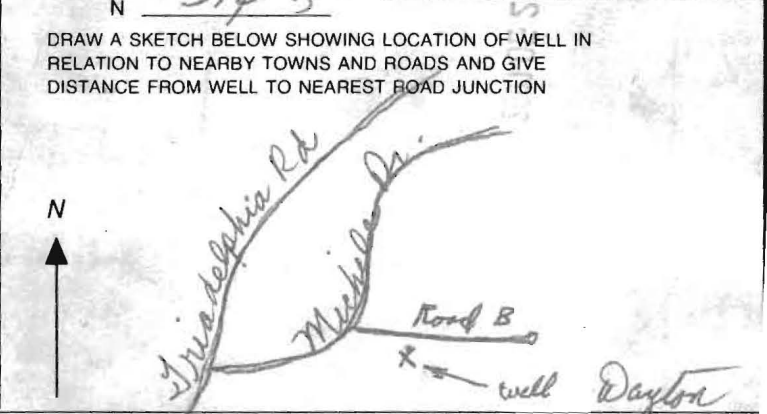 N
DRAW A SKETCH BELOW SHOWING LOCATION OF WELL IN
RELATION TO NEARBY TOWNS AND ROADS AND GIVE
DISTANCE FROM WELL TO NEAREST ROAD JUNCTION
N
Triadelphia Rd
Michele Dr.
Road B
X
well
Dayton